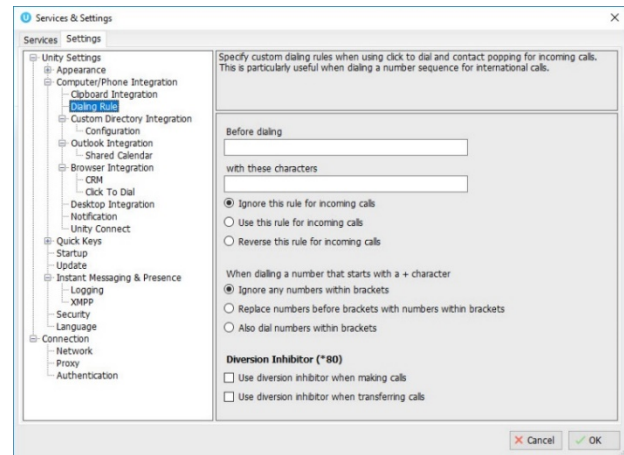 Services & Settings
Services Settings
Unity Settings
Appearance
Computer/Phone Integration
Clipboard Integration
Dialing Rule
Custom Directory Integration
Configuration
Outlook Integration
Shared Calendar
Browser Integration
CRM
Click To Dial
Desktop Integration
Notification
Unity Connect
Quick Keys
Startup
Update
Instant Messaging & Presence
Logging
XMPP
Security
Language
Connection
Network
Proxy
Authentication
Specify custom dialing rules when using click to dial and contact popping for incoming calls.
This is particularly useful when dialing a number sequence for international calls.
Before dialing
with these characters
Ignore this rule for incoming calls
Use this rule for incoming calls
Reverse this rule for incoming calls
When dialing a number that starts with a + character
Ignore any numbers within brackets
Replace numbers before brackets with numbers within brackets
Also dial numbers within brackets
Diversion Inhibitor (*80)
Use diversion inhibitor when making calls
Use diversion inhibitor when transferring calls
Cancel OK